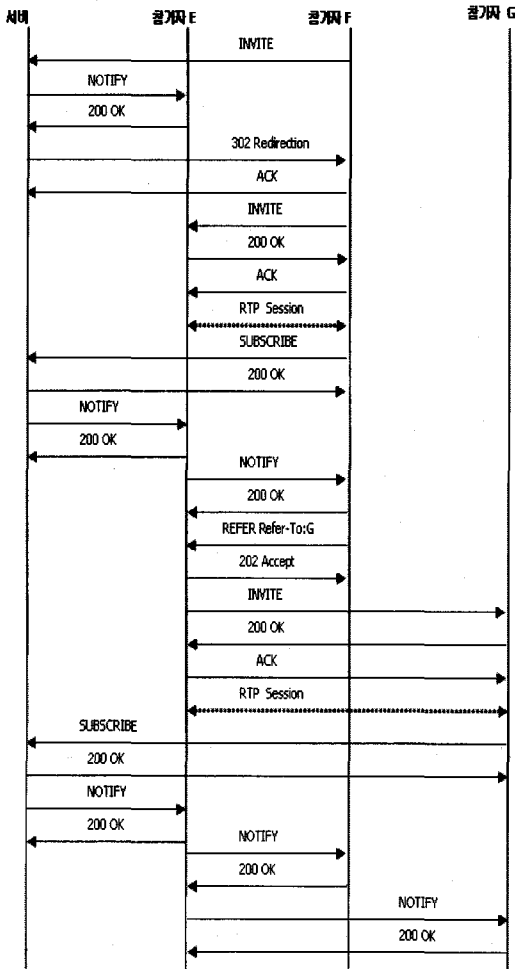 서버 참가자 E 참가자 F 참가자 G
INVITE
NOTIFY
200 OK
302 Redirection
ACK
INVITE
200 OK
ACK
RTP Session
SUBSCRIBE
200 OK
NOTIFY
200 OK
NOTIFY
200 OK
REFER Refer-To:G
202 Accept
INVITE
200 OK
ACK
RTP Session
SUBSCRIBE
200 OK
NOTIFY
200 OK
NOTIFY
200 OK
NOTIFY
200 OK